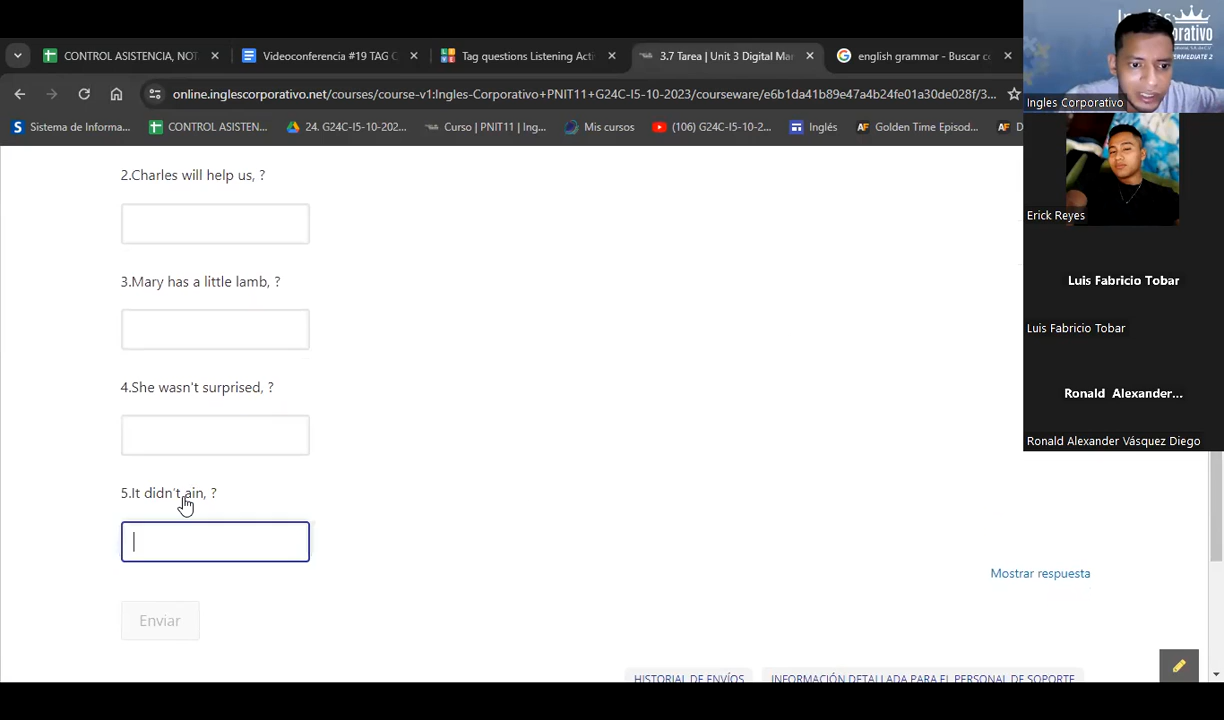 CONTROL ASISTENCIA, NOT
Videoconferencia #19 TAG C
Tag questions Listening Acti
3.7 Tarea | Unit 3 Digital Mar
english grammar - Buscar c
online.inglescorporativo.net/courses/course-v1:Ingles-Corporativo+PNIT11+G24C-I5-10-2023/courseware/e6b1da41b89e47a4b24fe01a30de028f/3...
Sistema de Informa...
CONTROL ASISTEN...
24. G24C-I5-10-202...
Curso | PNIT11 | Ing...
Mis cursos
(106) G24C-I5-10-2...
Inglés
Golden Time Episod...
INTERMEDIATE 2
Ingles Corporativo
Erick Reyes
Luis Fabricio Tobar
Luis Fabricio Tobar
Ronald Alexander...
Ronald Alexander Vásquez Diego
2.Charles will help us, ?
3.Mary has a little lamb, ?
4.She wasn't surprised, ?
5.It didn't ain, ?
Mostrar respuesta
Enviar
HISTORIAL DE ENVÍOS
INFORMACIÓN DETALLADA PARA EL PERSONAL DE SOPORTE